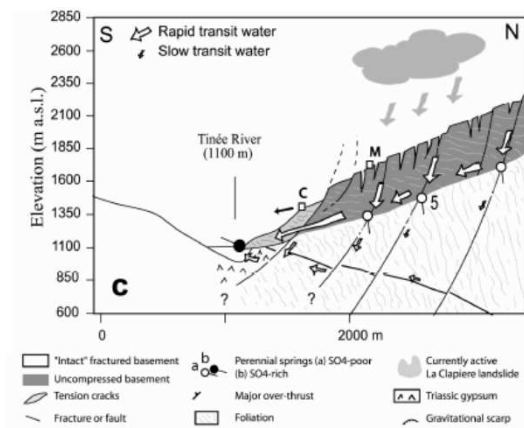 2850
S
Rapid transit water
N
2600
Slow transit water
2350
2100
Tinée River
(1100 m)
1850
M
1600
C
5
1350
1100
850
? ?
C
600
0
2000 m
Elevation (m a.s.l.)
"Intact" fractured basement
Uncompressed basement
Tension cracks
Fracture or fault
b
a
Perennial springs (a) SO4-poor
(b) SO4-rich
Major over-thrust
Foliation
Currently active
La Clapiere landslide
Triassic gypsum
Gravitational scarp